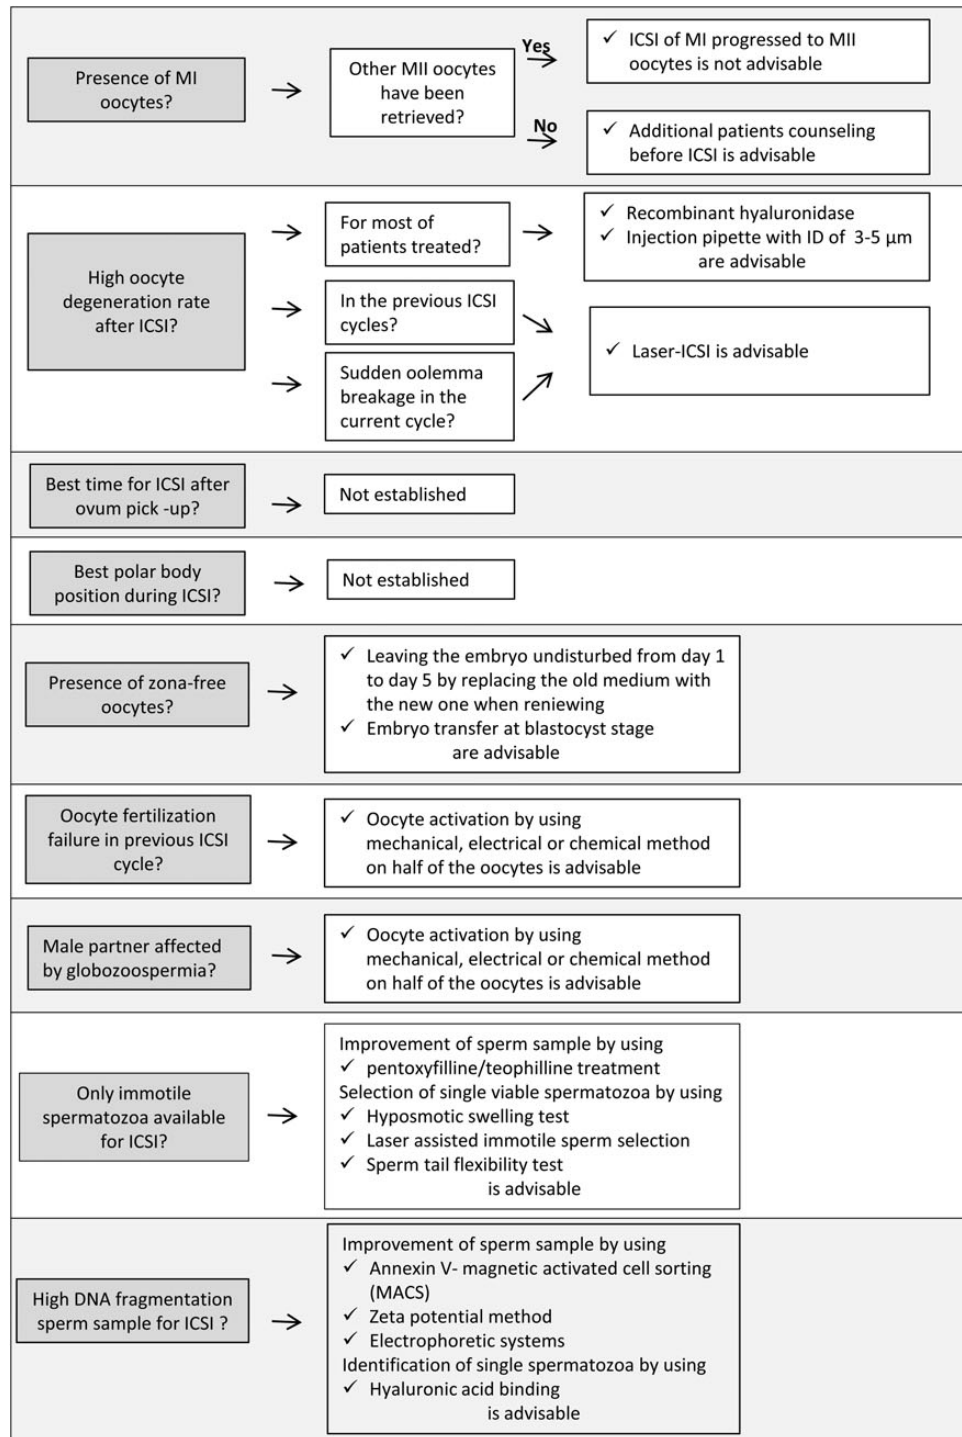 Presence of MI
oocytes?
Other MII oocytes
have been
retrieved?
Yes
✓ ICSI of MI progressed to MII
oocytes is not advisable
No
✓ Additional patients counseling
before ICSI is advisable
High oocyte
degeneration rate
after ICSI?
For most of
patients treated?
✓ Recombinant hyaluronidase
✓ Injection pipette with ID of 3-5 µm
are advisable
In the previous ICSI
cycles?
Sudden oolemma
breakage in the
current cycle?
✓ Laser-ICSI is advisable
Best time for ICSI after
ovum pick -up?
Not established
Best polar body
position during ICSI?
Not established
Presence of zona-free
oocytes?
✓ Leaving the embryo undisturbed from day 1
to day 5 by replacing the old medium with
the new one when reniewing
✓ Embryo transfer at blastocyst stage
are advisable
Oocyte fertilization
failure in previous ICSI
cycle?
✓ Oocyte activation by using
mechanical, electrical or chemical method
on half of the oocytes is advisable
Male partner affected
by globozoospermia?
✓ Oocyte activation by using
mechanical, electrical or chemical method
on half of the oocytes is advisable
Only immotile
spermatozoa available
for ICSI?
Improvement of sperm sample by using
✓ pentoxyfilline/teophilline treatment
Selection of single viable spermatozoa by using
✓ Hyposmotic swelling test
✓ Laser assisted immotile sperm selection
✓ Sperm tail flexibility test
is advisable
High DNA fragmentation
sperm sample for ICSI ?
Improvement of sperm sample by using
✓ Annexin V- magnetic activated cell sorting
(MACS)
✓ Zeta potential method
✓ Electrophoretic systems
Identification of single spermatozoa by using
✓ Hyaluronic acid binding
is advisable